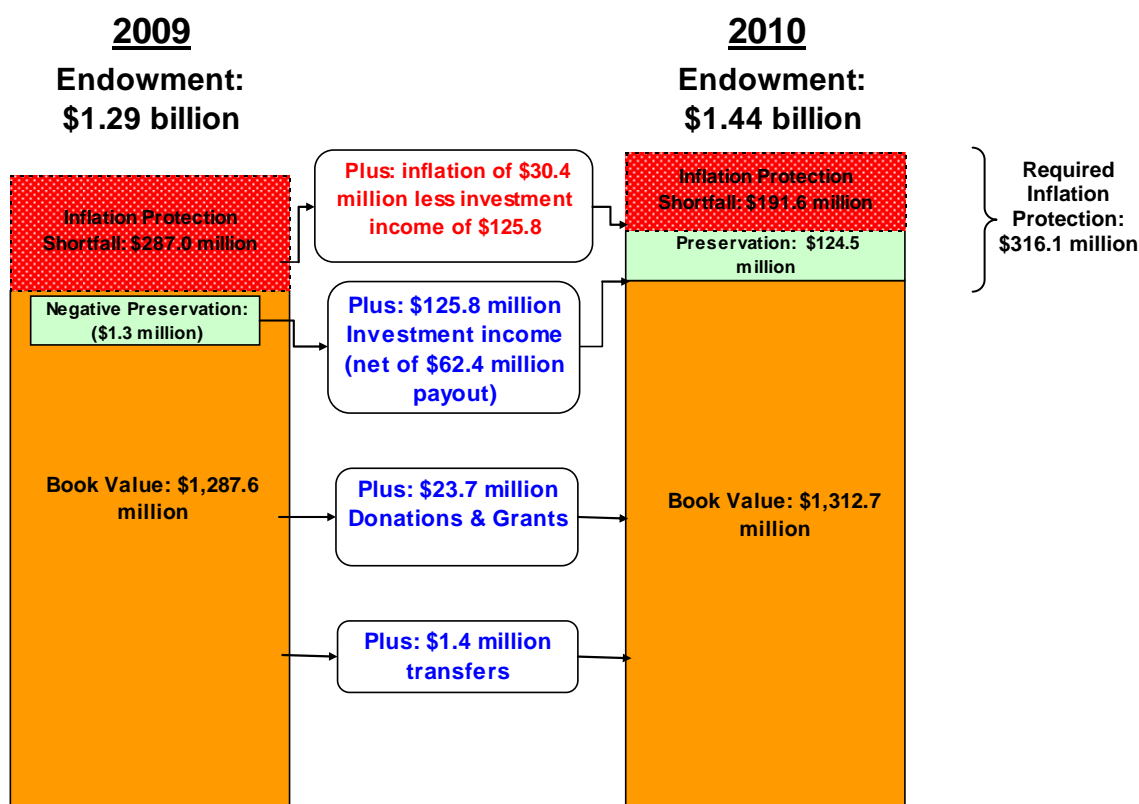 2009
Endowment:
$1.29 billion
2010
Endowment:
$1.44 billion
Inflation Protection
Shortfall: $287.0 million
Negative Preservation:
($1.3 million)
Book Value: $1,287.6
million
Plus: inflation of $30.4
million less investment
income of $125.8
Plus: $125.8 million
Investment income
(net of $62.4 million
payout)
Plus: $23.7 million
Donations & Grants
Plus: $1.4 million
transfers
Inflation Protection
Shortfall: $191.6 million
Preservation: $124.5
million
Book Value: $1,312.7
million
Required
Inflation
Protection:
$316.1 million